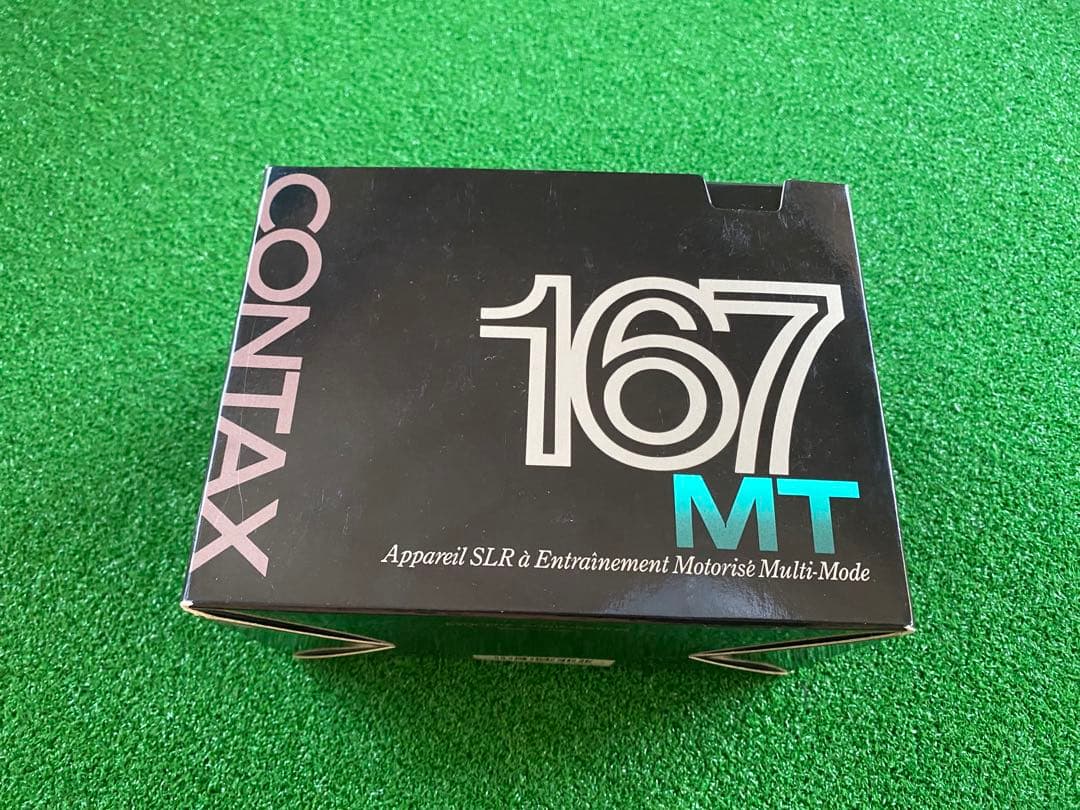 CONTAX
167
MT
Appareil SLR à Entraînement Motorisé Multi-Mode